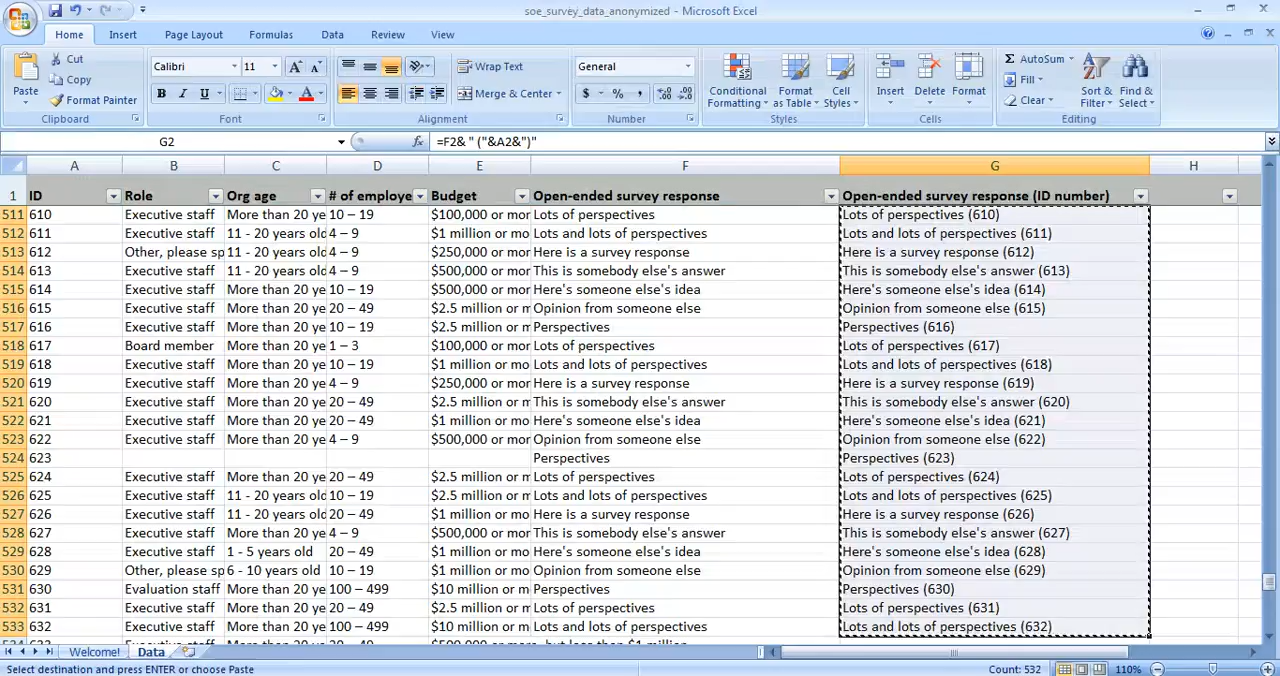 soe_survey_data_anonymized - Microsoft Excel
Home Insert Page Layout Formulas Data Review View
Cut
Copy
Format Painter
Paste
Clipboard
Calibri 11
Font
Wrap Text
Merge & Center
Alignment
General
$ % ,
Number
Conditional Formatting
Format as Table
Cell Styles
Styles
Insert Delete Format
Cells
AutoSum
Fill
Clear
Sort & Filter
Find & Select
Editing
G2 fx =F2& " ("&A2&")"
A B C D E F G H
1 ID Role Org age # of employe Budget Open-ended survey response Open-ended survey response (ID number)
511 610 Executive staff More than 20 ye 10 – 19 $100,000 or mor Lots of perspectives Lots of perspectives (610)
512 611 Executive staff 11 - 20 years old 4 – 9 $1 million or mo Lots and lots of perspectives Lots and lots of perspectives (611)
513 612 Other, please sp 11 - 20 years old 4 – 9 $250,000 or mor Here is a survey response Here is a survey response (612)
514 613 Executive staff 11 - 20 years old 4 – 9 $500,000 or mor This is somebody else's answer This is somebody else's answer (613)
515 614 Executive staff More than 20 ye 10 – 19 $500,000 or mor Here's someone else's idea Here's someone else's idea (614)
516 615 Executive staff More than 20 ye 20 – 49 $2.5 million or m Opinion from someone else Opinion from someone else (615)
517 616 Executive staff More than 20 ye 10 – 19 $2.5 million or m Perspectives Perspectives (616)
518 617 Board member More than 20 ye 1 – 3 $100,000 or mor Lots of perspectives Lots of perspectives (617)
519 618 Executive staff More than 20 ye 10 – 19 $1 million or mo Lots and lots of perspectives Lots and lots of perspectives (618)
520 619 Executive staff More than 20 ye 4 – 9 $250,000 or mor Here is a survey response Here is a survey response (619)
521 620 Executive staff More than 20 ye 20 – 49 $2.5 million or m This is somebody else's answer This is somebody else's answer (620)
522 621 Executive staff More than 20 ye 20 – 49 $1 million or mo Here's someone else's idea Here's someone else's idea (621)
523 622 Executive staff More than 20 ye 4 – 9 $500,000 or mor Opinion from someone else Opinion from someone else (622)
524 623 Perspectives Perspectives (623)
525 624 Executive staff More than 20 ye 20 – 49 $2.5 million or m Lots of perspectives Lots of perspectives (624)
526 625 Executive staff 11 - 20 years old 10 – 19 $2.5 million or m Lots and lots of perspectives Lots and lots of perspectives (625)
527 626 Executive staff 11 - 20 years old 10 – 19 $1 million or mo Here is a survey response Here is a survey response (626)
528 627 Executive staff More than 20 ye 4 – 9 $500,000 or mor This is somebody else's answer This is somebody else's answer (627)
529 628 Executive staff 1 - 5 years old 20 – 49 $1 million or mo Here's someone else's idea Here's someone else's idea (628)
530 629 Other, please sp 6 - 10 years old 10 – 19 $1 million or mo Opinion from someone else Opinion from someone else (629)
531 630 Evaluation staff More than 20 ye 100 – 499 $10 million or mo Perspectives Perspectives (630)
532 631 Executive staff More than 20 ye 20 – 49 $2.5 million or m Lots of perspectives Lots of perspectives (631)
533 632 Executive staff More than 20 ye 100 – 499 $10 million or mo Lots and lots of perspectives Lots and lots of perspectives (632)
Welcome! Data
Select destination and press ENTER or choose Paste Count: 532 110%